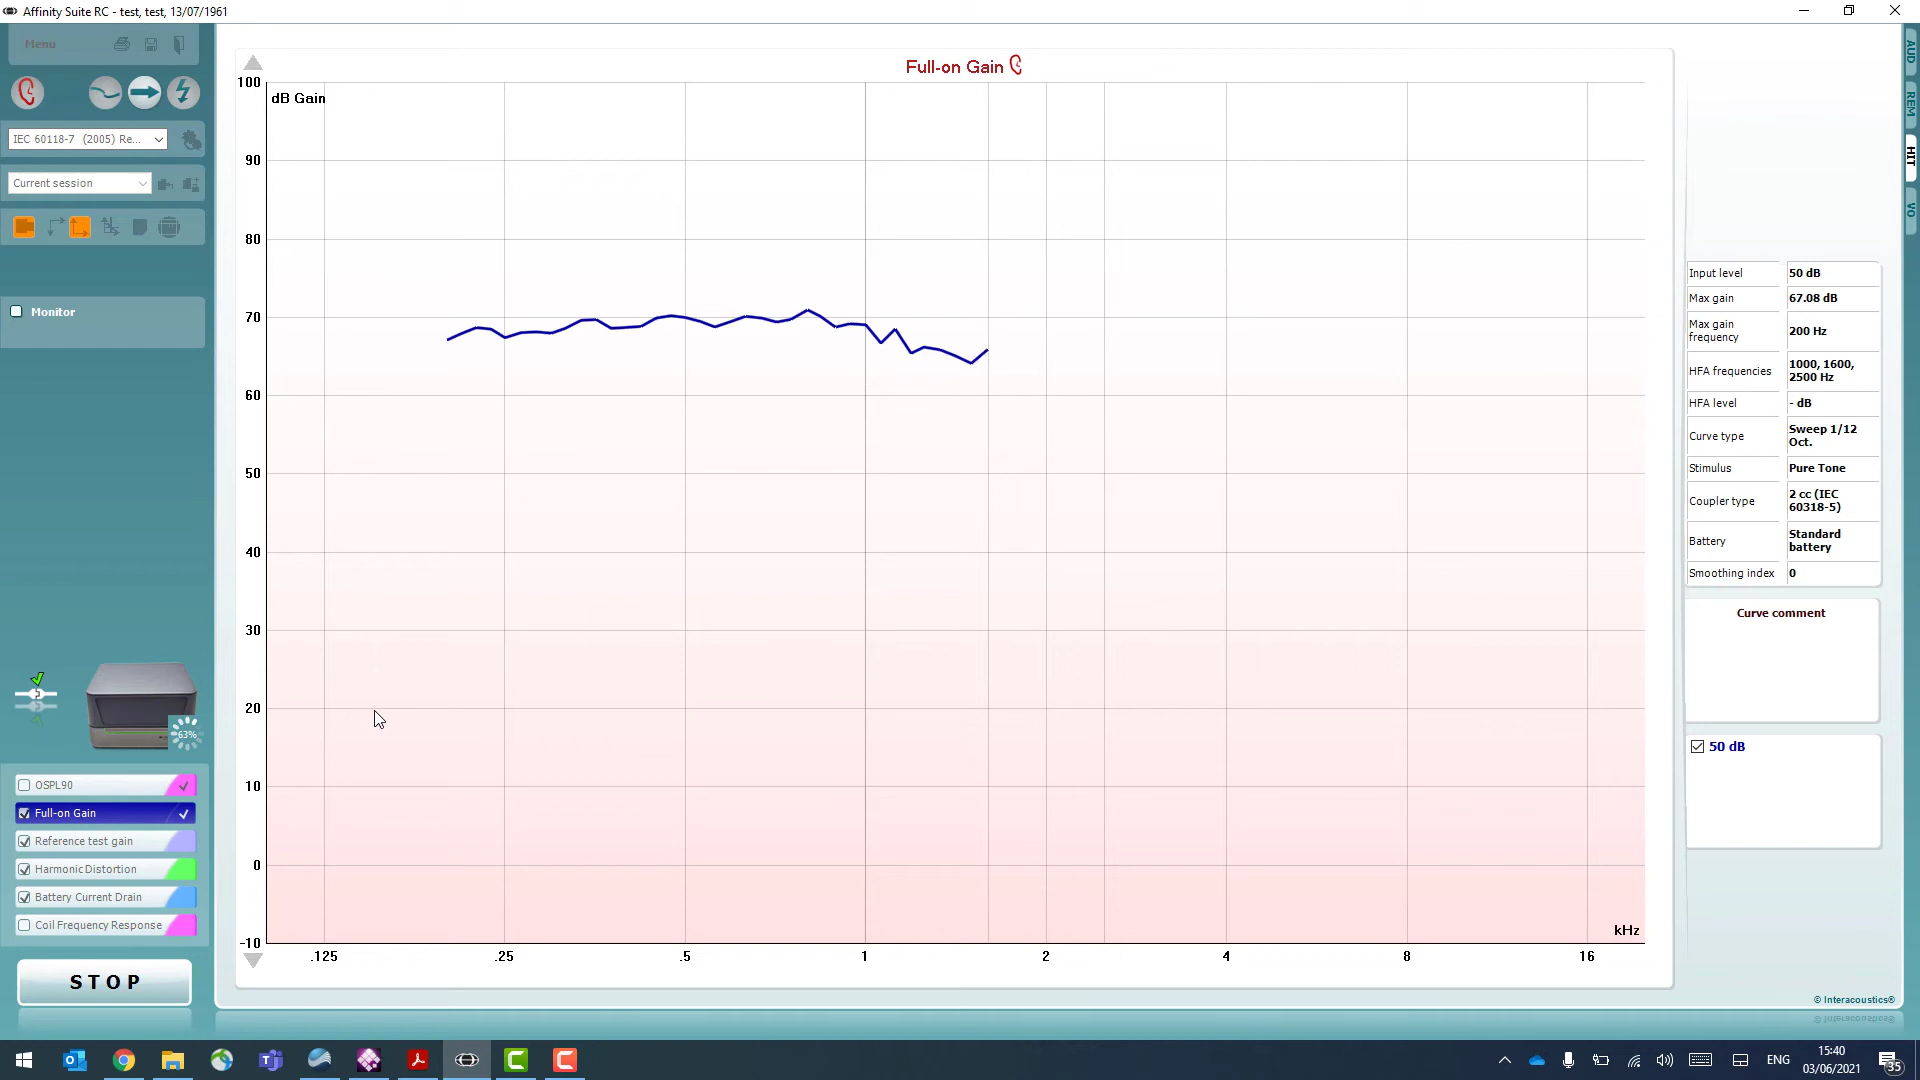 Affinity Suite RC - test, test, 13/07/1961
Menu
IEC 60118-7 (2005) Re...
Current session
Monitor
63%
OSPL90
Full-on Gain
Reference test gain
Harmonic Distortion
Battery Current Drain
Coil Frequency Response
STOP
Full-on Gain
dB Gain
100
90
80
70
60
50
40
30
20
10
0
-10
kHz
.125
.25
.5
1
2
4
8
16
AUD
REM
HIT
VO
Input level
50 dB
Max gain
67.08 dB
Max gain
frequency
200 Hz
HFA frequencies
1000, 1600,
2500 Hz
HFA level
- dB
Curve type
Sweep 1/12
Oct.
Stimulus
Pure Tone
Coupler type
2 cc (IEC
60318-5)
Battery
Standard
battery
Smoothing index
0
Curve comment
50 dB
© Interacoustics®
ENG
15:40
03/06/2021
35